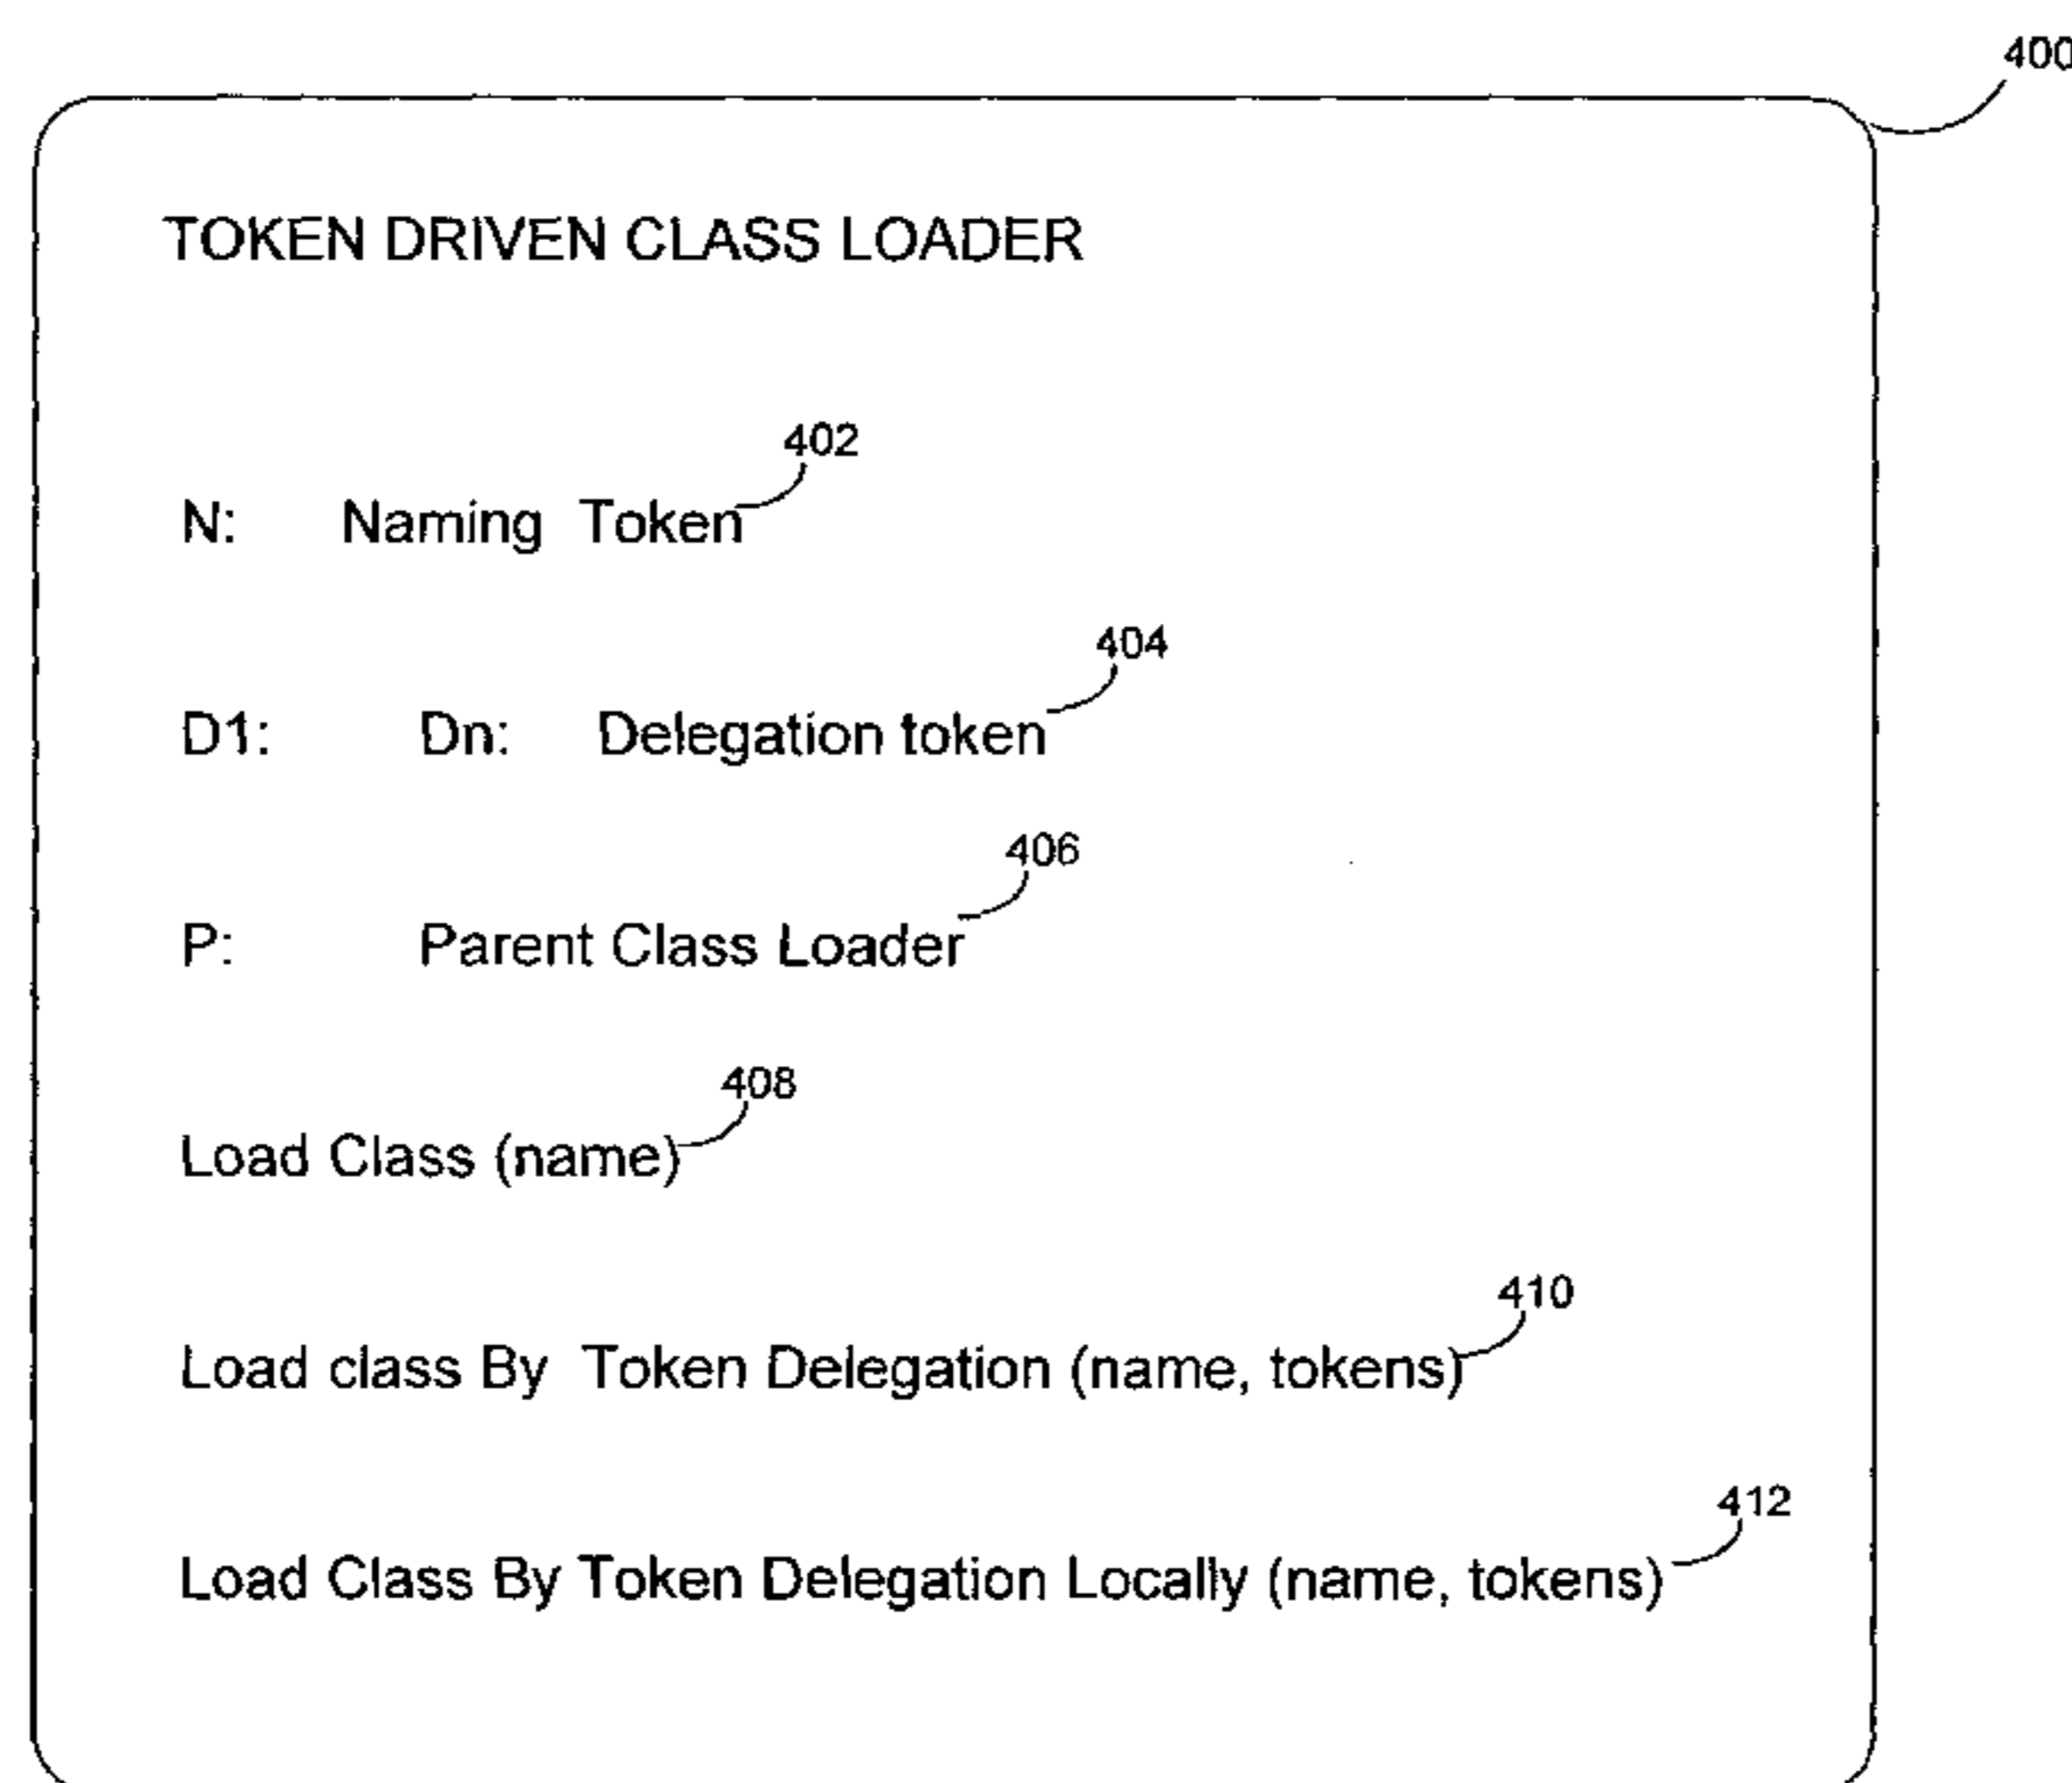 400
TOKEN DRIVEN CLASS LOADER
402
N: Naming Token
404
D1: Dn: Delegation token
406
P: Parent Class Loader
408
Load Class (name)
410
Load class By Token Delegation (name, tokens)
412
Load Class By Token Delegation Locally (name, tokens)